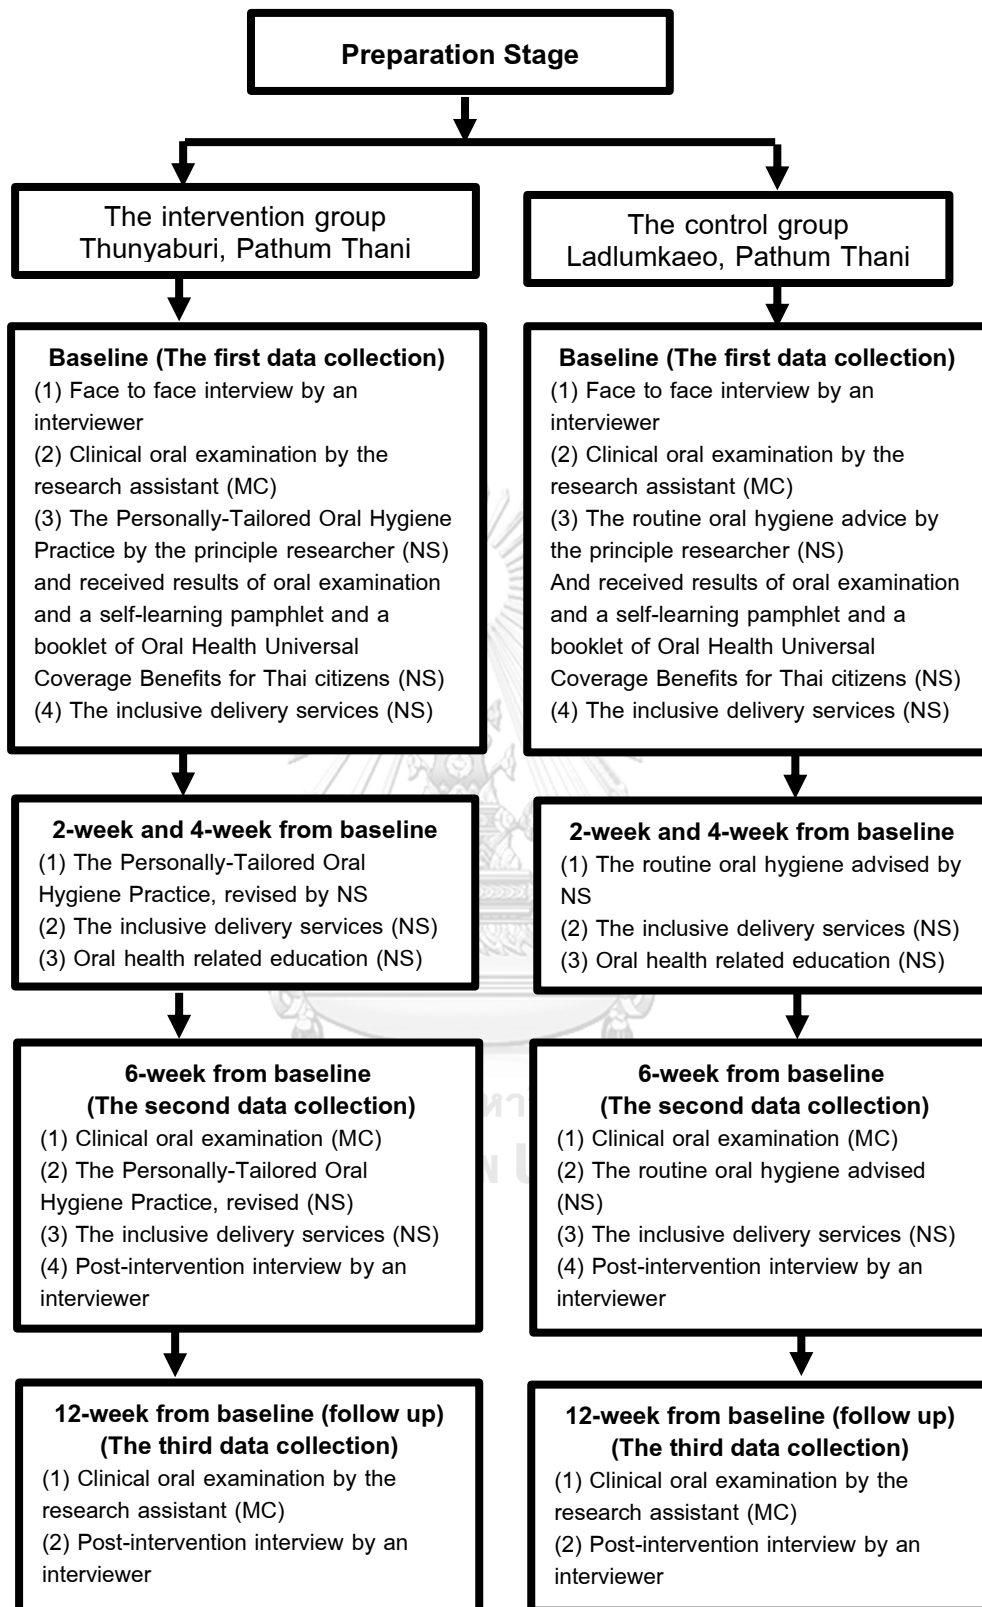 Preparation Stage
The intervention group
Thunyaburi, Pathum Thani
The control group
Ladlumkaeo, Pathum Thani
Baseline (The first data collection)
(1) Face to face interview by an
interviewer
(2) Clinical oral examination by the
research assistant (MC)
(3) The Personally-Tailored Oral Hygiene
Practice by the principle researcher (NS)
and received results of oral examination
and a self-learning pamphlet and a
booklet of Oral Health Universal
Coverage Benefits for Thai citizens (NS)
(4) The inclusive delivery services (NS)
Baseline (The first data collection)
(1) Face to face interview by an
interviewer
(2) Clinical oral examination by the
research assistant (MC)
(3) The routine oral hygiene advice by
the principle researcher (NS)
And received results of oral examination
and a self-learning pamphlet and a
booklet of Oral Health Universal
Coverage Benefits for Thai citizens (NS)
(4) The inclusive delivery services (NS)
2-week and 4-week from baseline
(1) The Personally-Tailored Oral
Hygiene Practice, revised by NS
(2) The inclusive delivery services (NS)
(3) Oral health related education (NS)
2-week and 4-week from baseline
(1) The routine oral hygiene advised by
NS
(2) The inclusive delivery services (NS)
(3) Oral health related education (NS)
6-week from baseline
(The second data collection)
(1) Clinical oral examination (MC)
(2) The Personally-Tailored Oral
Hygiene Practice, revised (NS)
(3) The inclusive delivery services (NS)
(4) Post-intervention interview by an
interviewer
6-week from baseline
(The second data collection)
(1) Clinical oral examination (MC)
(2) The routine oral hygiene advised
(NS)
(3) The inclusive delivery services (NS)
(4) Post-intervention interview by an
interviewer
12-week from baseline (follow up)
(The third data collection)
(1) Clinical oral examination by the
research assistant (MC)
(2) Post-intervention interview by an
interviewer
12-week from baseline (follow up)
(The third data collection)
(1) Clinical oral examination by the
research assistant (MC)
(2) Post-intervention interview by an
interviewer